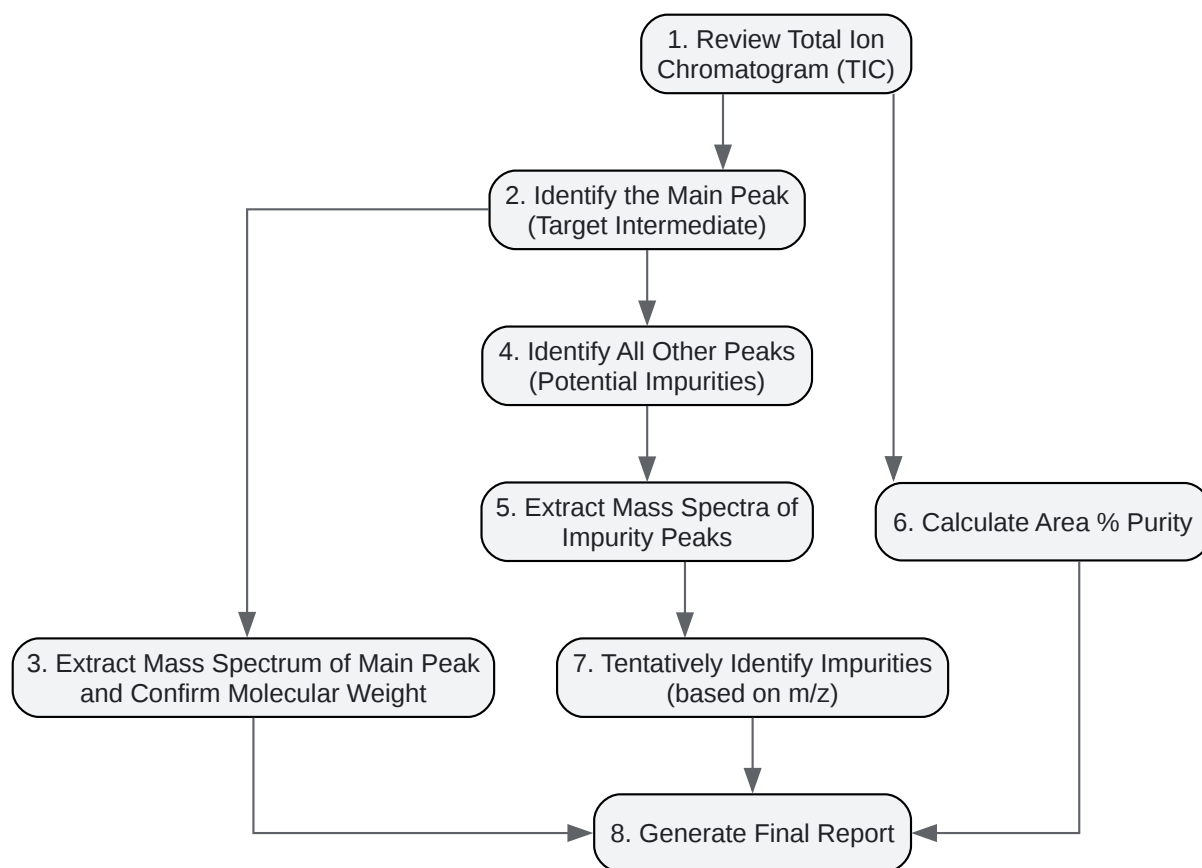 1. Review Total Ion
Chromatogram (TIC)
2. Identify the Main Peak
(Target Intermediate)
4. Identify All Other Peaks
(Potential Impurities)
5. Extract Mass Spectra of
Impurity Peaks
6. Calculate Area % Purity
3. Extract Mass Spectrum of Main Peak
and Confirm Molecular Weight
7. Tentatively Identify Impurities
(based on m/z)
8. Generate Final Report